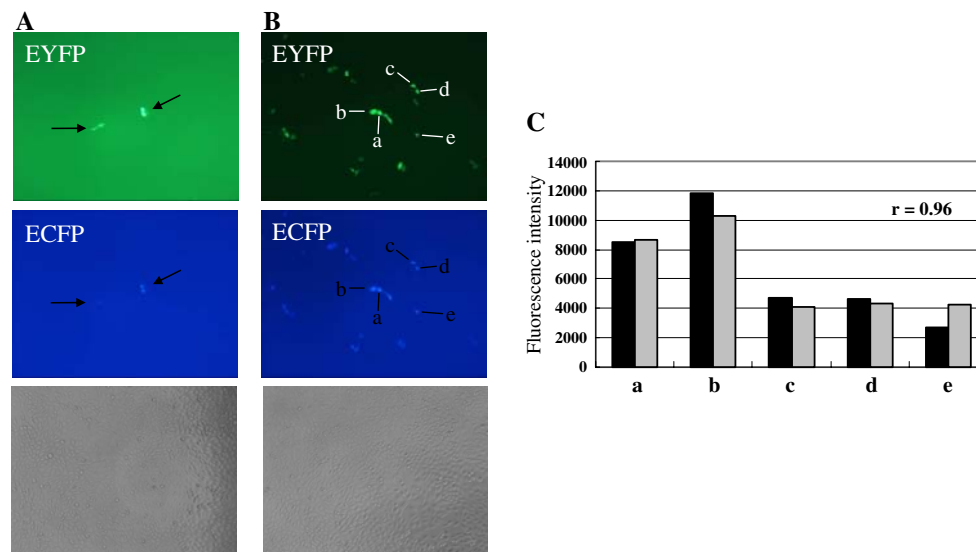 A
EYFP
ECFP
B
EYFP
c
d
b
a
e
ECFP
c
d
b
a
e
C
Fluorescence intensity
14000
12000
10000
8000
6000
4000
2000
0
r = 0.96
a b c d e